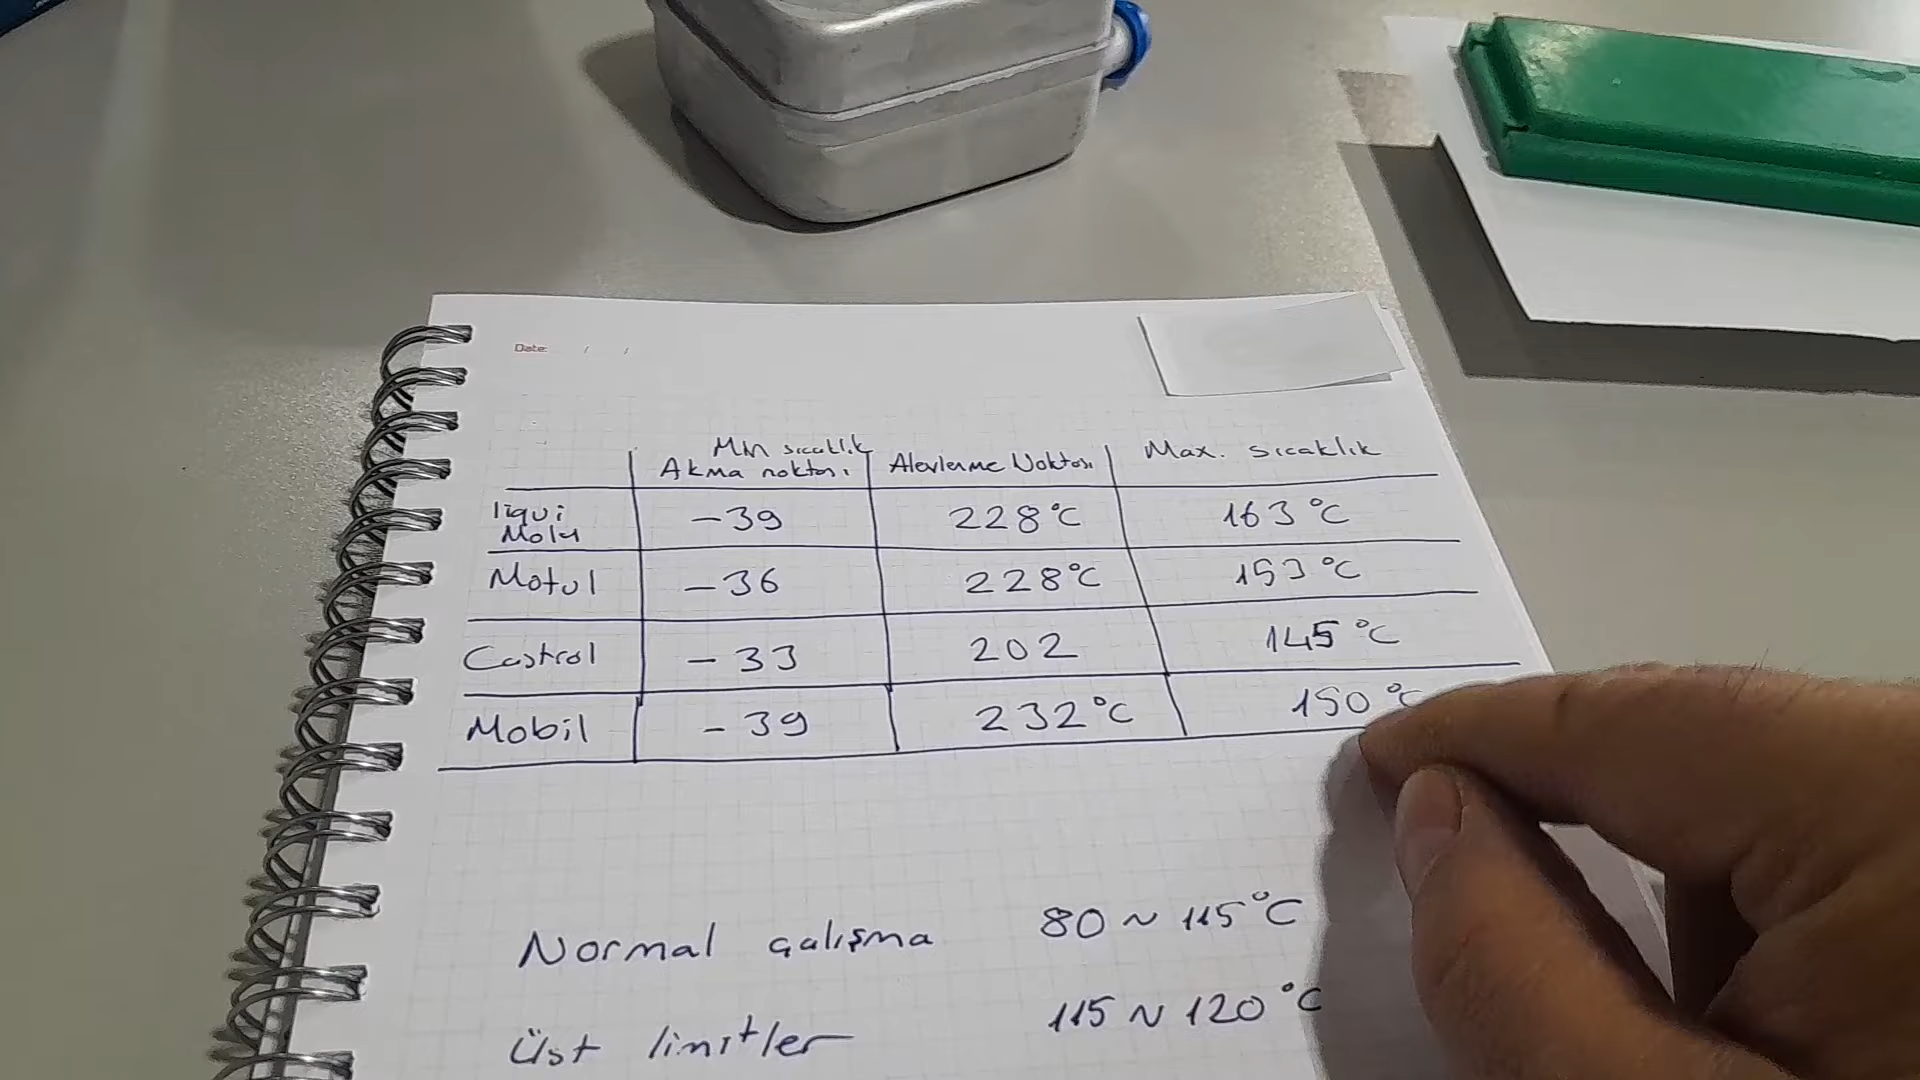 Date: / /
Min sıcaklık
Akma noktası Alevlenme Noktası Max. sıcaklık
liqui
Moly -39 228°C 163°C
Motul -36 228°C 153°C
Castrol -33 202 145°C
Mobil -39 232°C 150°C
Normal çalışma 80 ~ 115°C
Üst limitler 115 ~ 120°C